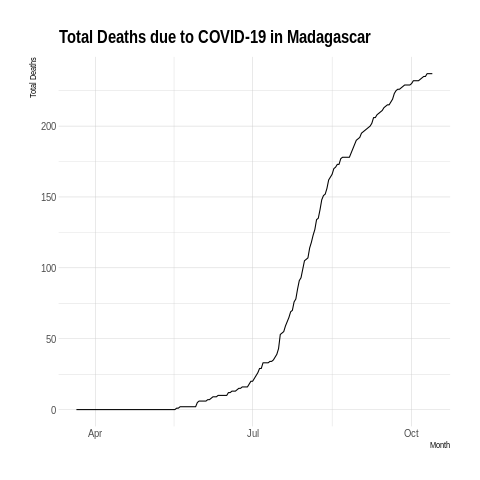 Total Deaths due to COVID-19 in Madagascar
Total Deaths
200
150
100
50
0
Apr
Jul
Oct
Month